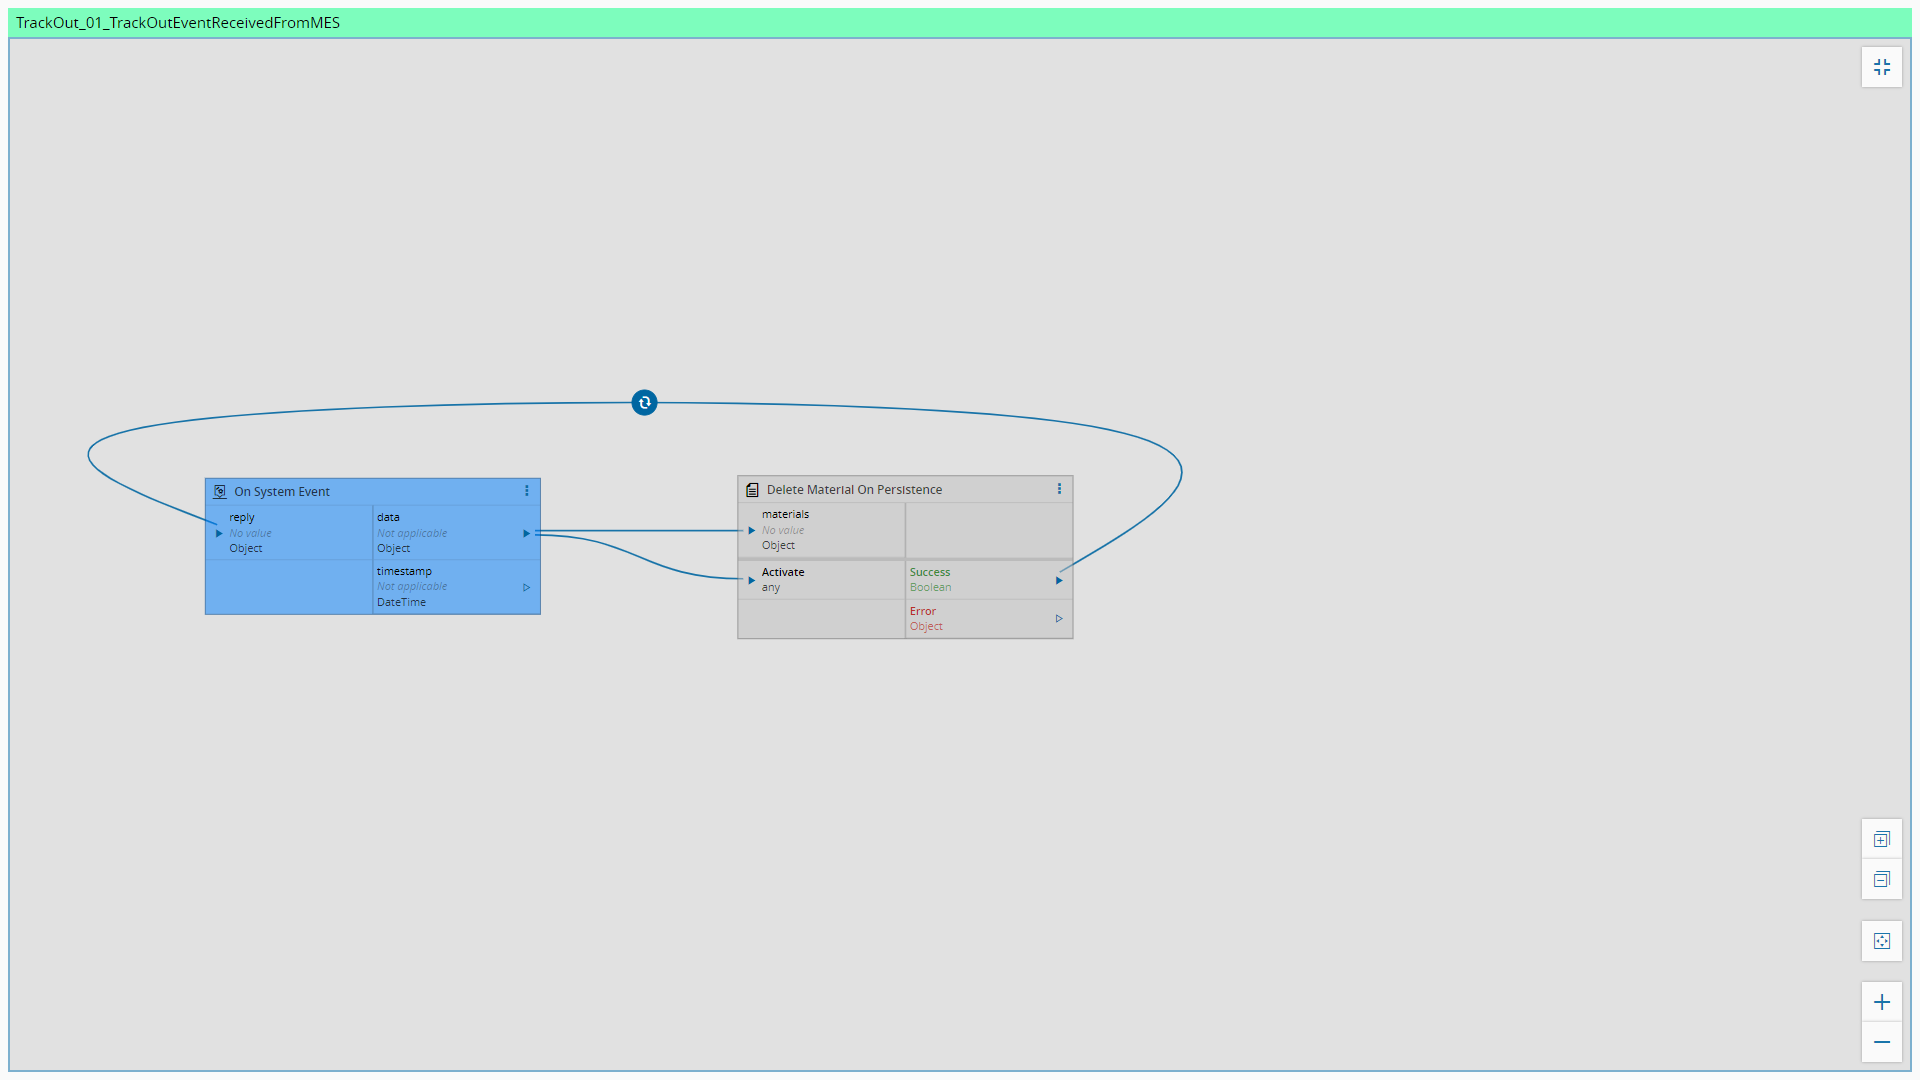 TrackOut_01_TrackOutEventReceivedFromMES
On System Event
reply
No value
Object
data
Not applicable
Object
timestamp
Not applicable
DateTime
Delete Material On Persistence
materials
No value
Object
Activate
any
Success
Boolean
Error
Object